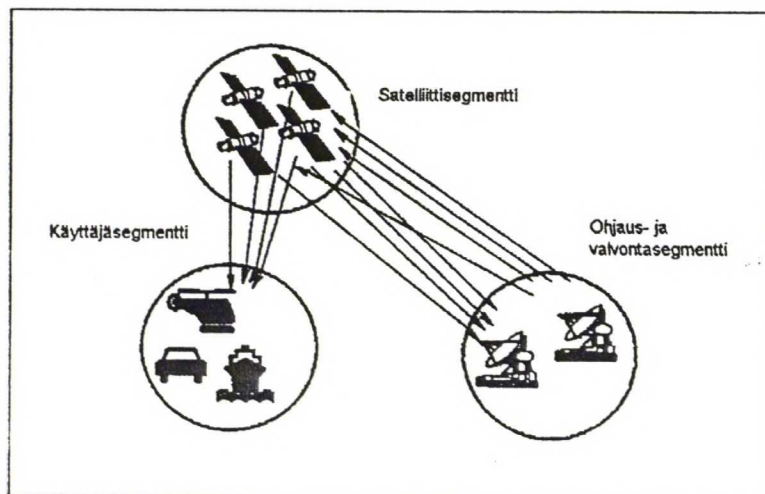 Satelliittisegmentti
Käyttäjäsegmentti
Ohjaus- ja
valvontasegmentti